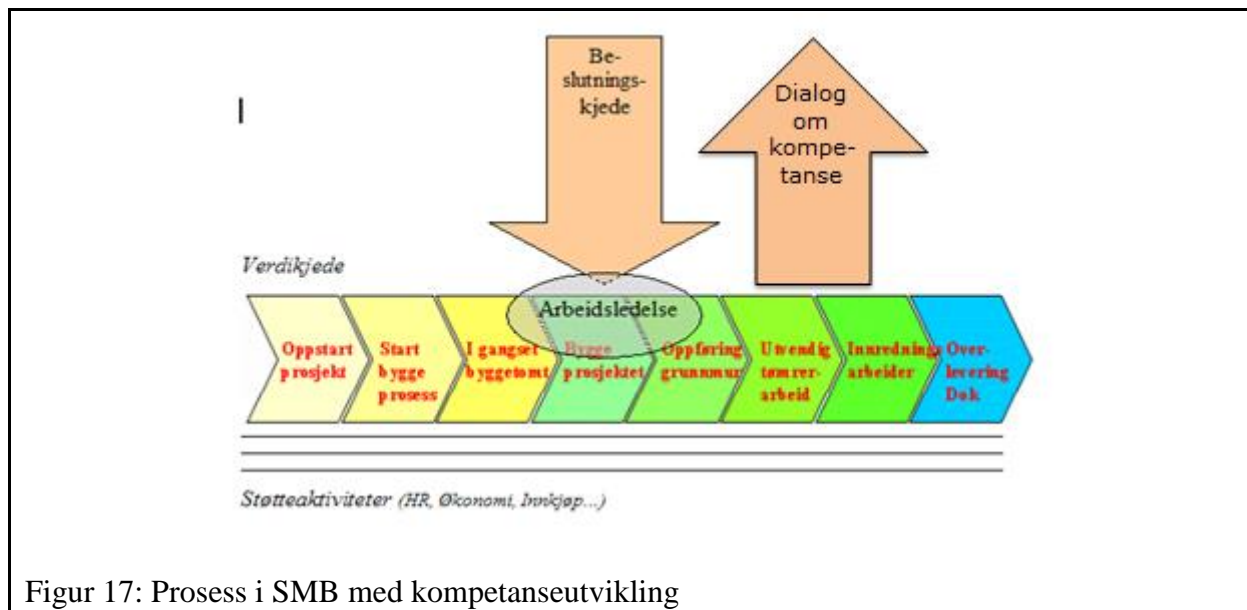 Be-
slutnings-
kjede
Dialog
om
kompe-
tanse
Verdikjede
Arbeidsledelse
Oppstart
prosjekt
Start
bygge
prosess
I gangset
byggetomt
Bygge
prosjektet
Oppføring
grunnmur
Utvendig
tømrer-
arbeid
Innrednings
arbeider
Over-
levering
Dok
Støtteaktiviteter (HR, Økonomi, Innkjøp...)
Figur 17: Prosess i SMB med kompetanseutvikling